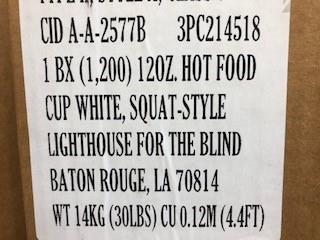 CID A-A-2577B 3PC214518
1 BX (1,200) 12OZ. HOT FOOD
CUP WHITE, SQUAT-STYLE
LIGHTHOUSE FOR THE BLIND
BATON ROUGE, LA 70814
WT 14KG (30LBS) CU 0.12M (4.4FT)